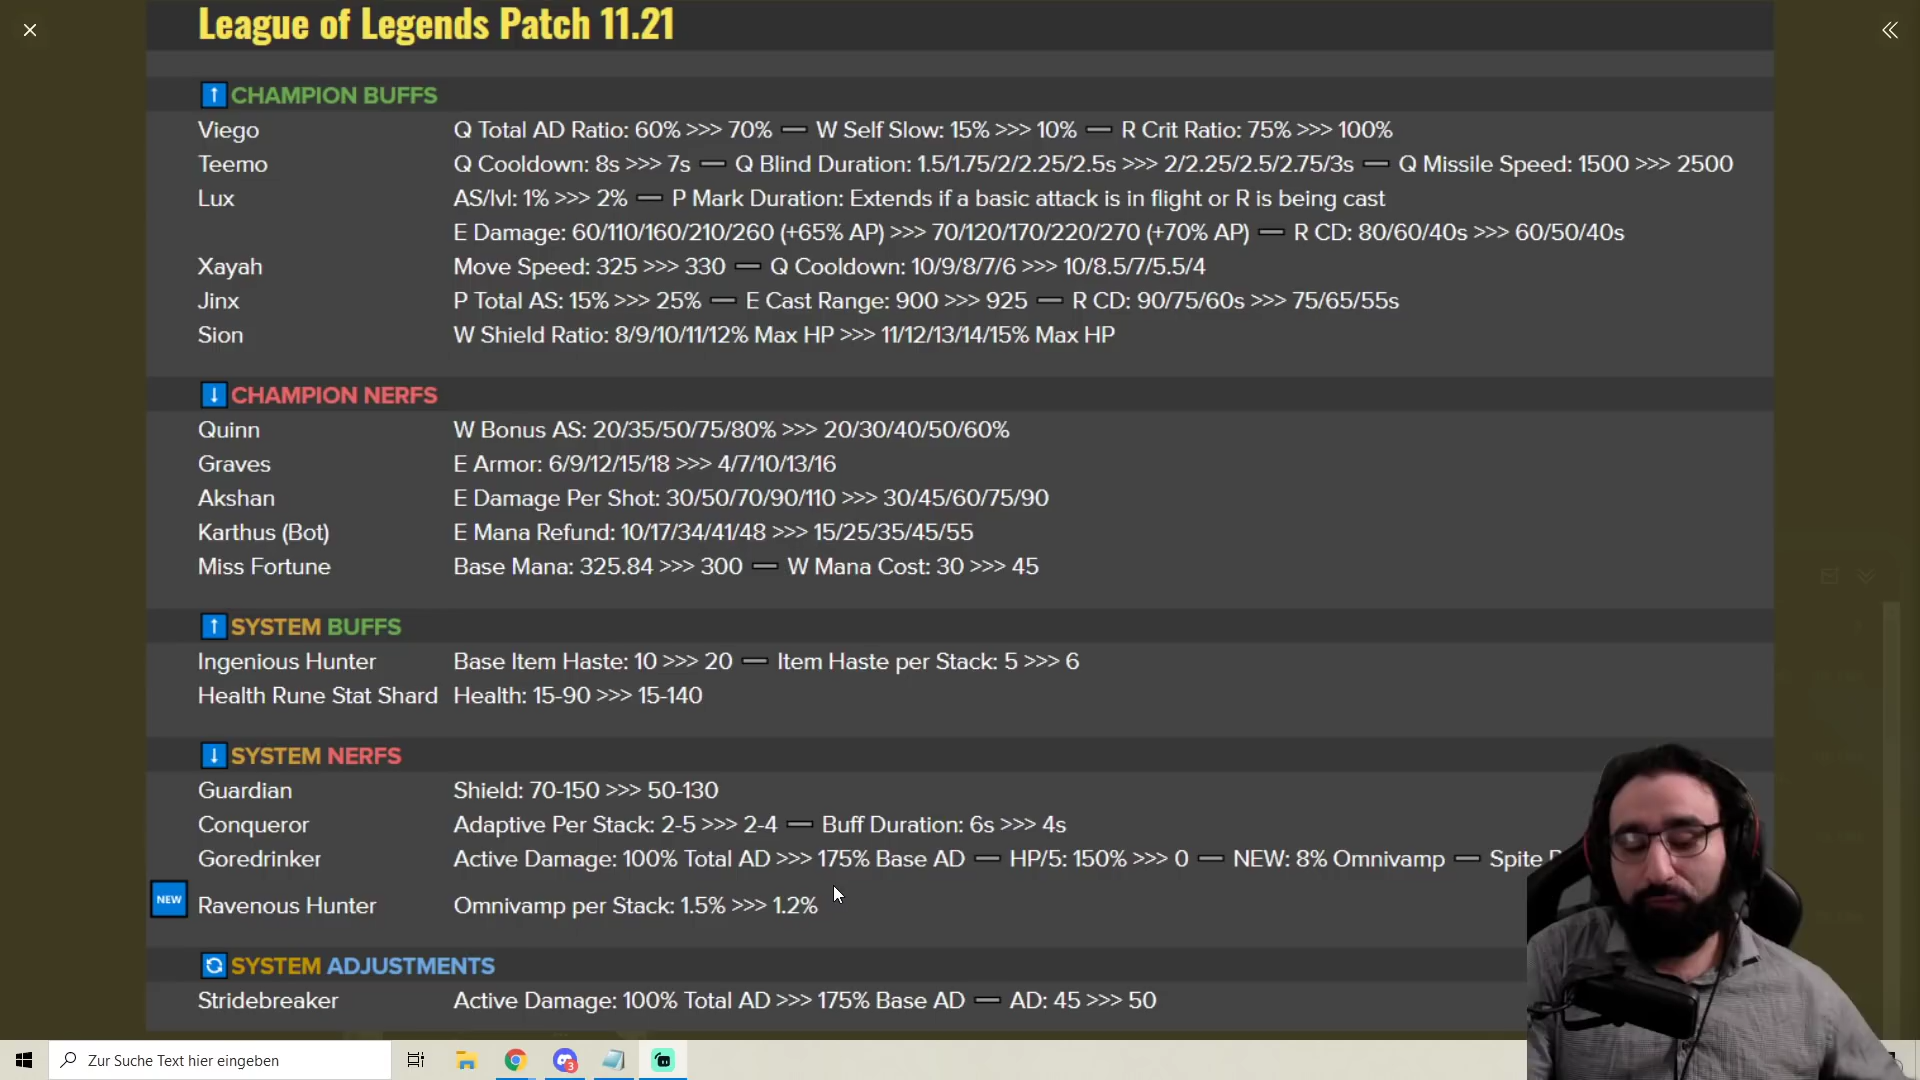 League of Legends Patch 11.21
CHAMPION BUFFS
Viego Q Total AD Ratio: 60% >>> 70% — W Self Slow: 15% >>> 10% — R Crit Ratio: 75% >>> 100%
Teemo Q Cooldown: 8s >>> 7s — Q Blind Duration: 1.5/1.75/2/2.25/2.5s >>> 2/2.25/2.5/2.75/3s — Q Missile Speed: 1500 >>> 2500
Lux AS/lvl: 1% >>> 2% — P Mark Duration: Extends if a basic attack is in flight or R is being cast
E Damage: 60/110/160/210/260 (+65% AP) >>> 70/120/170/220/270 (+70% AP) — R CD: 80/60/40s >>> 60/50/40s
Xayah Move Speed: 325 >>> 330 — Q Cooldown: 10/9/8/7/6 >>> 10/8.5/7/5.5/4
Jinx P Total AS: 15% >>> 25% — E Cast Range: 900 >>> 925 — R CD: 90/75/60s >>> 75/65/55s
Sion W Shield Ratio: 8/9/10/11/12% Max HP >>> 11/12/13/14/15% Max HP
CHAMPION NERFS
Quinn W Bonus AS: 20/35/50/75/80% >>> 20/30/40/50/60%
Graves E Armor: 6/9/12/15/18 >>> 4/7/10/13/16
Akshan E Damage Per Shot: 30/50/70/90/110 >>> 30/45/60/75/90
Karthus (Bot) E Mana Refund: 10/17/34/41/48 >>> 15/25/35/45/55
Miss Fortune Base Mana: 325.84 >>> 300 — W Mana Cost: 30 >>> 45
SYSTEM BUFFS
Ingenious Hunter Base Item Haste: 10 >>> 20 — Item Haste per Stack: 5 >>> 6
Health Rune Stat Shard Health: 15-90 >>> 15-140
SYSTEM NERFS
Guardian Shield: 70-150 >>> 50-130
Conqueror Adaptive Per Stack: 2-5 >>> 2-4 — Buff Duration: 6s >>> 4s
Goredrinker Active Damage: 100% Total AD >>> 175% Base AD — HP/5: 150% >>> 0 — NEW: 8% Omnivamp — Spite
NEW Ravenous Hunter Omnivamp per Stack: 1.5% >>> 1.2%
SYSTEM ADJUSTMENTS
Stridebreaker Active Damage: 100% Total AD >>> 175% Base AD — AD: 45 >>> 50
Zur Suche Text hier eingeben
3